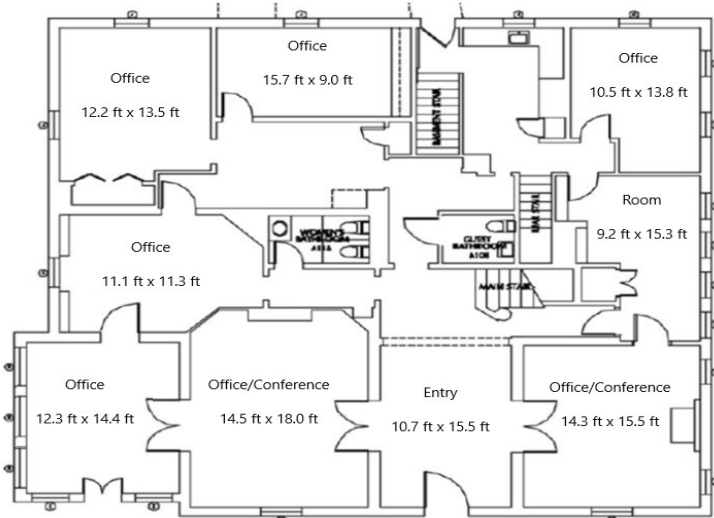 Office
15.7 ft x 9.0 ft
Office
12.2 ft x 13.5 ft
Office
10.5 ft x 13.8 ft
BASEMENT STAIR
Room
9.2 ft x 15.3 ft
REAR STAIR
WOMEN'S
BATHROOM
GUEST
BATHROOM
A108
Office
11.1 ft x 11.3 ft
MAIN STAIR
Office
12.3 ft x 14.4 ft
Office/Conference
14.5 ft x 18.0 ft
Entry
10.7 ft x 15.5 ft
Office/Conference
14.3 ft x 15.5 ft